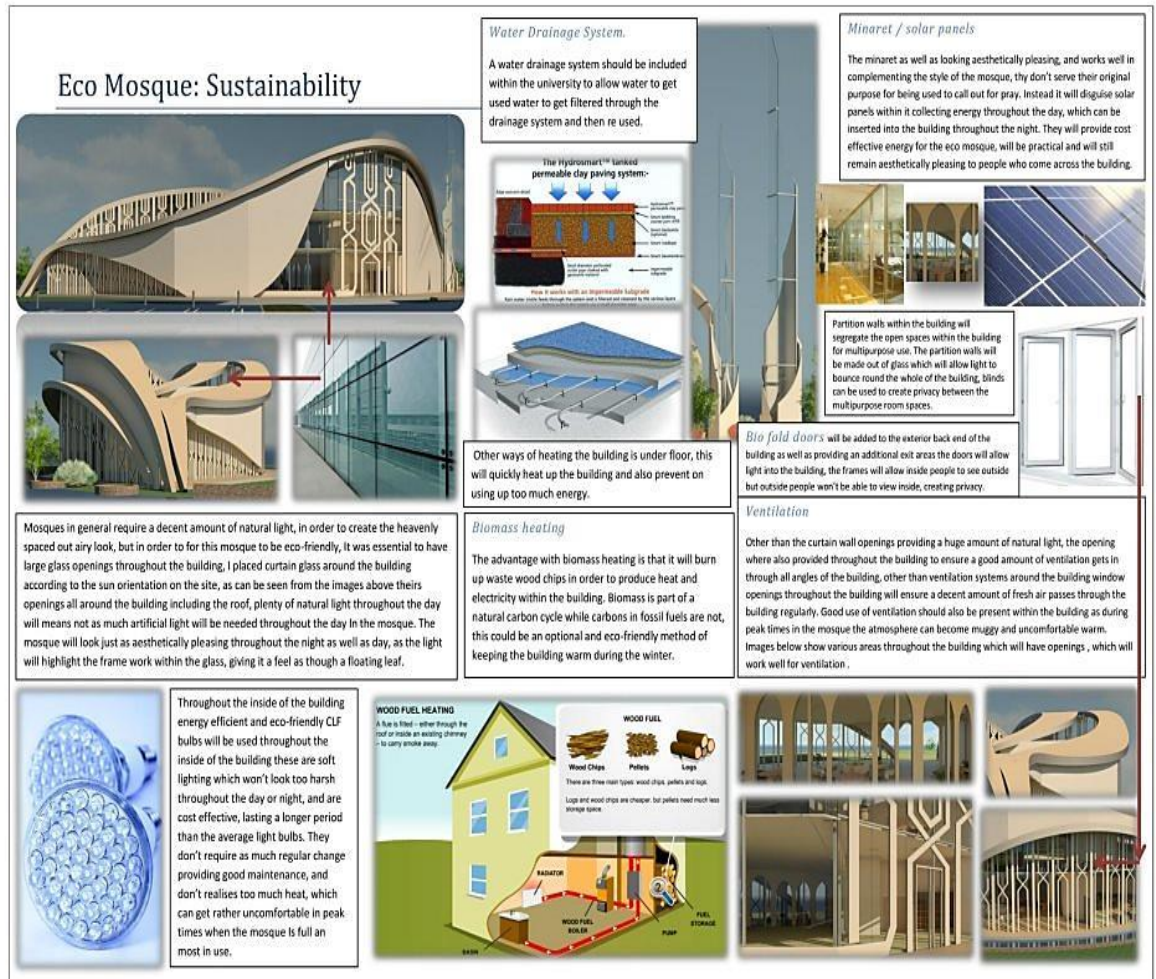 Eco Mosque: Sustainability
Water Drainage System.
A water drainage system should be included
within the university to allow water to get
used water to get filtered through the
drainage system and then re used.
Minaret / solar panels
The minaret as well as looking aesthetically pleasing, and works well in
complementing the style of the mosque, thy don't serve their original
purpose for being used to call out for pray. Instead it will disguise solar
panels within it collecting energy throughout the day, which can be
inserted into the building throughout the night. They will provide cost
effective energy for the eco mosque, will be practical and will still
remain aesthetically pleasing to people who come across the building.
The Hydrosmart™ tanked
permeable clay paving system:-
How it works with an Impermeable Subgrade
Partition walls within the building will
segregate the open spaces within the building
for multipurpose use. The partition walls will
be made out of glass which will allow light to
bounce round the whole of the building, blinds
can be used to create privacy between the
multipurpose room spaces.
Other ways of heating the building is under floor, this
will quickly heat up the building and also prevent on
using up too much energy.
Bio fold doors will be added to the exterior back end of the
building as well as providing an additional exit areas the doors will allow
light into the building, the frames will allow inside people to see outside
but outside people won't be able to view inside, creating privacy.
Mosques in general require a decent amount of natural light, in order to create the heavenly
spaced out airy look, but in order to for this mosque to be eco-friendly, It was essential to have
large glass openings throughout the building, I placed curtain glass around the building
according to the sun orientation on the site, as can be seen from the images above theirs
openings all around the building including the roof, plenty of natural light throughout the day
will means not as much artificial light will be needed throughout the day In the mosque. The
mosque will look just as aesthetically pleasing throughout the night as well as day, as the light
will highlight the frame work within the glass, giving it a feel as though a floating leaf.
Biomass heating
The advantage with biomass heating is that it will burn
up waste wood chips in order to produce heat and
electricity within the building. Biomass is part of a
natural carbon cycle while carbons in fossil fuels are not,
this could be an optional and eco-friendly method of
keeping the building warm during the winter.
Ventilation
Other than the curtain wall openings providing a huge amount of natural light, the opening
where also provided throughout the building to ensure a good amount of ventilation gets in
through all angles of the building, other than ventilation systems around the building window
openings throughout the building will ensure a decent amount of fresh air passes through the
building regularly. Good use of ventilation should also be present within the building as during
peak times in the mosque the atmosphere can become muggy and uncomfortable warm.
Images below show various areas throughout the building which will have openings , which will
work well for ventilation .
Throughout the inside of the building
energy efficient and eco-friendly CLF
bulbs will be used throughout the
inside of the building these are soft
lighting which won't look too harsh
throughout the day or night, and are
cost effective, lasting a longer period
than the average light bulbs. They
don't require as much regular change
providing good maintenance, and
don't realises too much heat, which
can get rather uncomfortable in peak
times when the mosque Is full an
most in use.
WOOD FUEL HEATING
A flue is fitted – either through the
roof or inside an existing chimney
– to carry smoke away.
WOOD FUEL
Wood Chips
Pellets
Logs
There are three main types: wood chips, pellets and logs.
Logs and wood chips are cheaper, but pellets need much less
storage space.
RADIATOR
WOOD FUEL
BOILER
BASIN
PUMP
FUEL
STORAGE